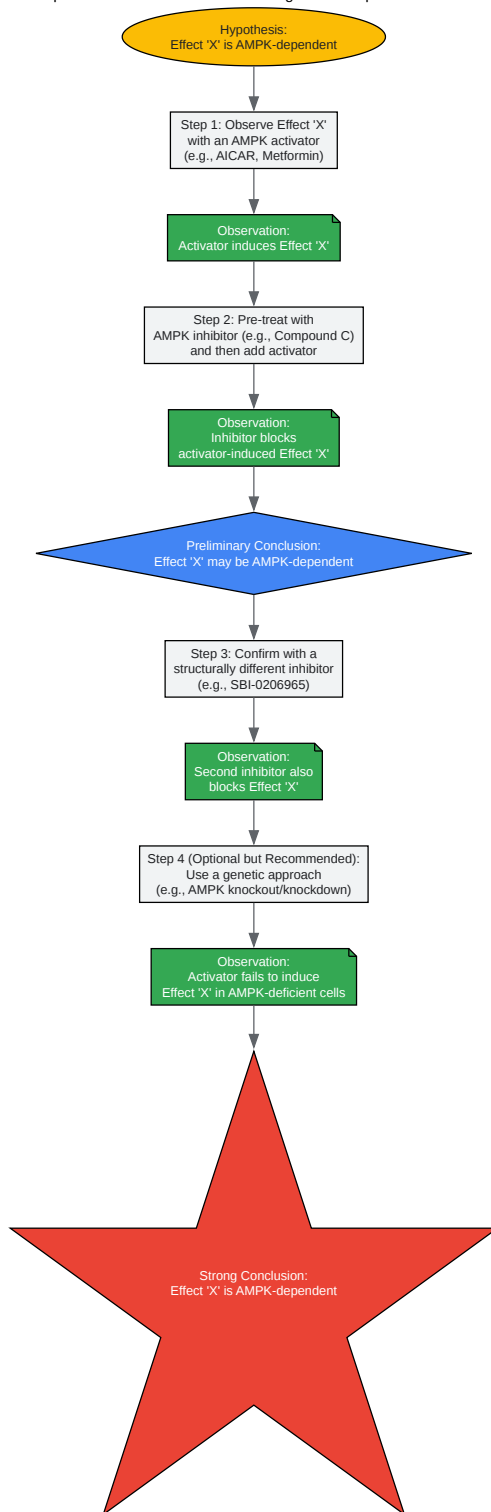 Hypothesis:
Effect 'X' is AMPK-dependent
Step 1: Observe Effect 'X'
with an AMPK activator
(e.g., AICAR, Metformin)
Observation:
Activator induces Effect 'X'
Step 2: Pre-treat with
AMPK inhibitor (e.g., Compound C)
and then add activator
Observation:
Inhibitor blocks
activator-induced Effect 'X'
Preliminary Conclusion:
Effect 'X' may be AMPK-dependent
Step 3: Confirm with a
structurally different inhibitor
(e.g., SBI-0206965)
Observation:
Second inhibitor also
blocks Effect 'X'
Step 4 (Optional but Recommended):
Use a genetic approach
(e.g., AMPK knockout/knockdown)
Observation:
Activator fails to induce
Effect 'X' in AMPK-deficient cells
Strong Conclusion:
Effect 'X' is AMPK-dependent